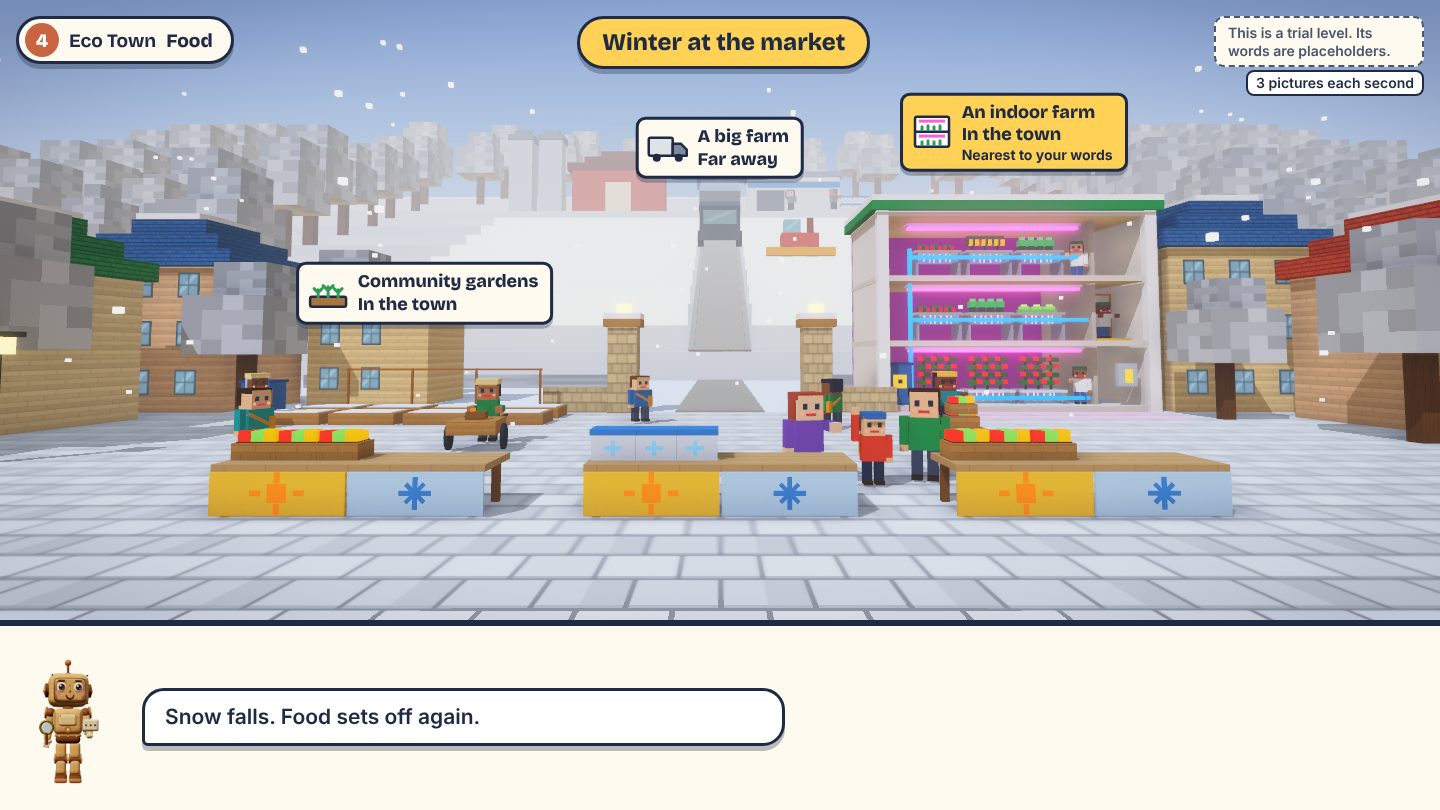 4 Eco Town Food
Winter at the market
This is a trial level. Its
words are placeholders.
3 pictures each second
A big farm
Far away
An indoor farm
In the town
Nearest to your words
Community gardens
In the town
Snow falls. Food sets off again.